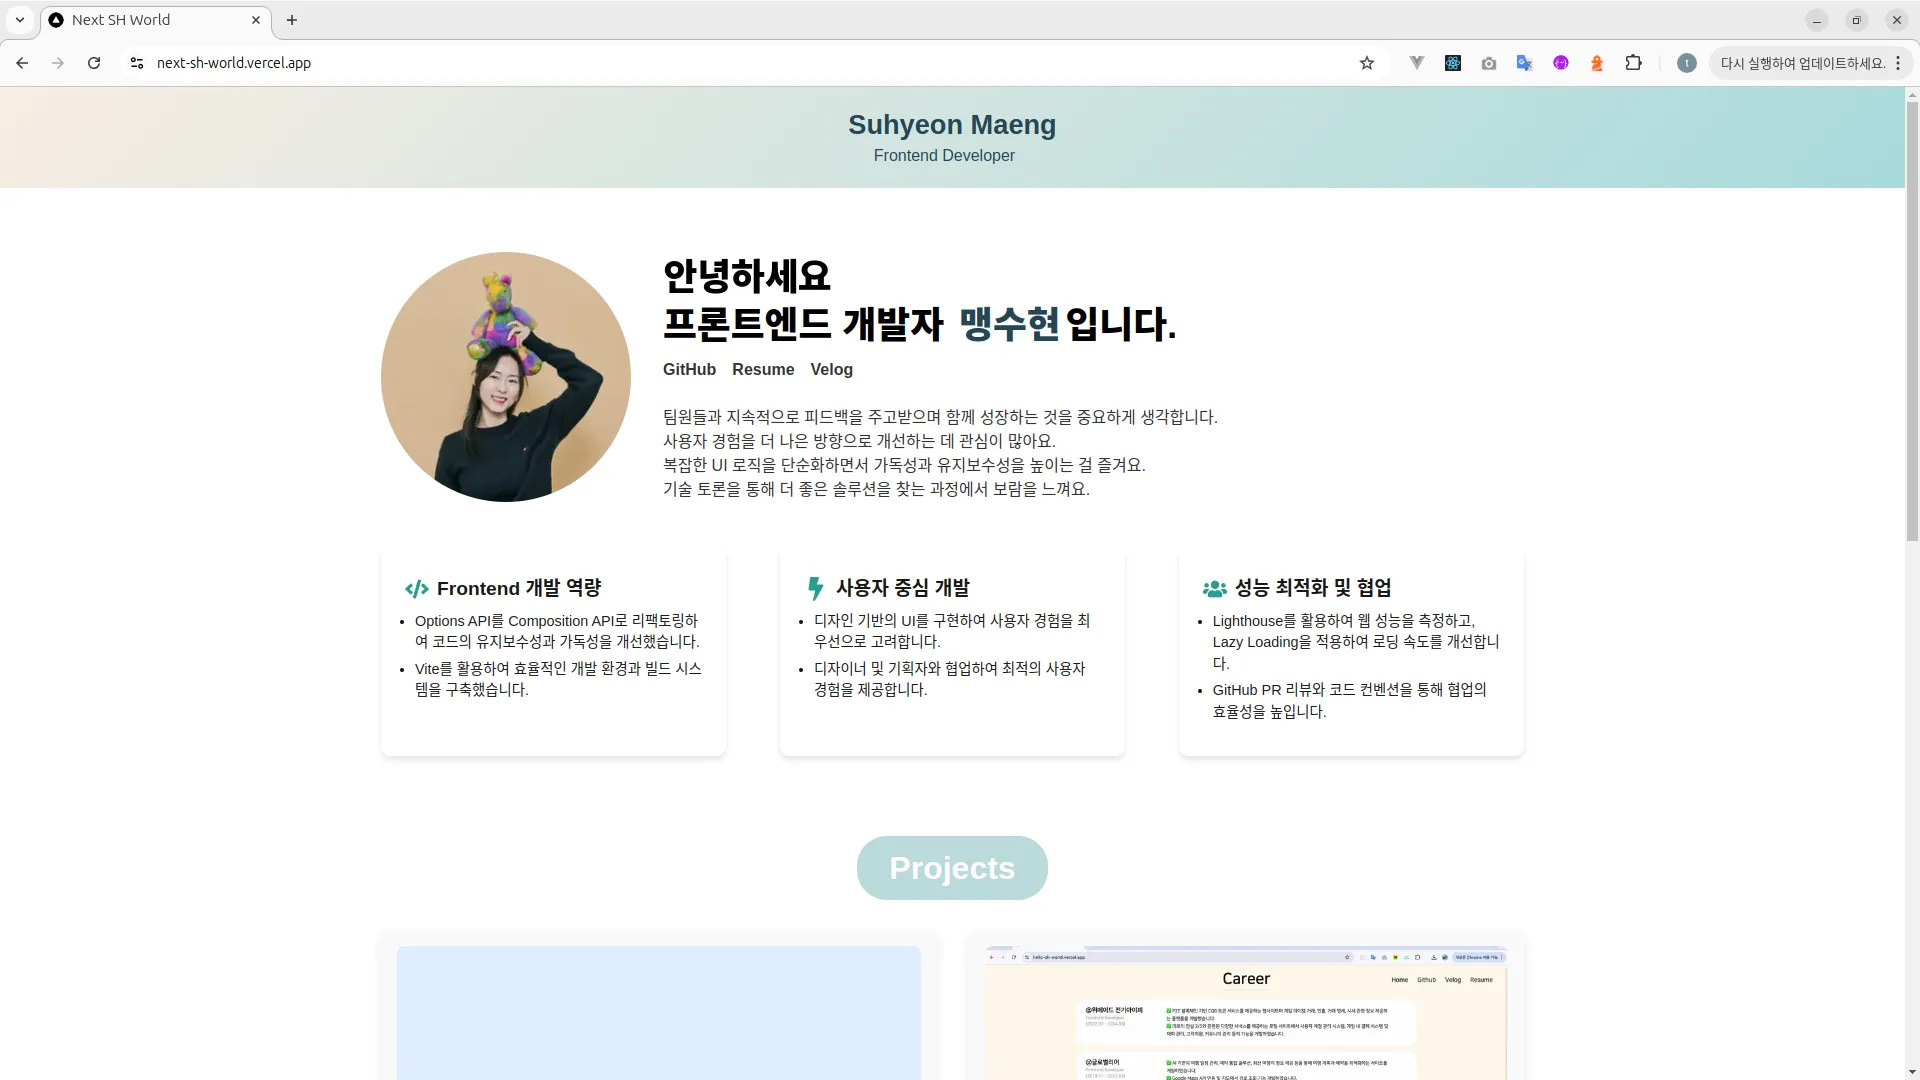 Next SH World
next-sh-world.vercel.app
다시 실행하여 업데이트하세요.
Suhyeon Maeng
Frontend Developer
안녕하세요
프론트엔드 개발자 맹수현입니다.
GitHub Resume Velog
팀원들과 지속적으로 피드백을 주고받으며 함께 성장하는 것을 중요하게 생각합니다.
사용자 경험을 더 나은 방향으로 개선하는 데 관심이 많아요.
복잡한 UI 로직을 단순화하면서 가독성과 유지보수성을 높이는 걸 즐겨요.
기술 토론을 통해 더 좋은 솔루션을 찾는 과정에서 보람을 느껴요.
Frontend 개발 역량
Options API를 Composition API로 리팩토링하
여 코드의 유지보수성과 가독성을 개선했습니다.
Vite를 활용하여 효율적인 개발 환경과 빌드 시스
템을 구축했습니다.
사용자 중심 개발
디자인 기반의 UI를 구현하여 사용자 경험을 최
우선으로 고려합니다.
디자이너 및 기획자와 협업하여 최적의 사용자
경험을 제공합니다.
성능 최적화 및 협업
Lighthouse를 활용하여 웹 성능을 측정하고,
Lazy Loading을 적용하여 로딩 속도를 개선합니
다.
GitHub PR 리뷰와 코드 컨벤션을 통해 협업의
효율성을 높입니다.
Projects
hello-sh-world.vercel.app
Career
Home Github Velog Resume
Frontend Developer
@글로벌리어
Frontend Developer